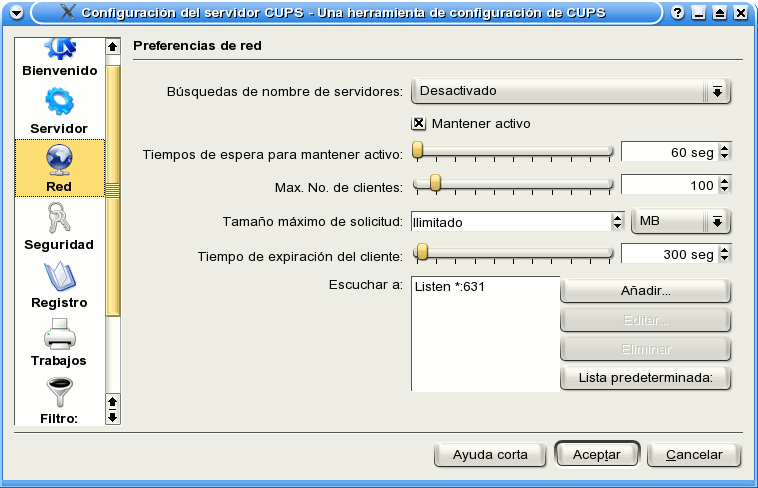 Configuración del servidor CUPS - Una herramienta de configuración de CUPS
Bienvenido
Servidor
Red
Seguridad
Registro
Trabajos
Filtro:
Preferencias de red
Búsquedas de nombre de servidores: Desactivado
Mantener activo
Tiempos de espera para mantener activo: 60 seg
Max. No. de clientes: 100
Tamaño máximo de solicitud: Ilimitado MB
Tiempo de expiración del cliente: 300 seg
Escuchar a: Listen *:631
Añadir...
Editar...
Eliminar
Lista predeterminada:
Ayuda corta Aceptar Cancelar